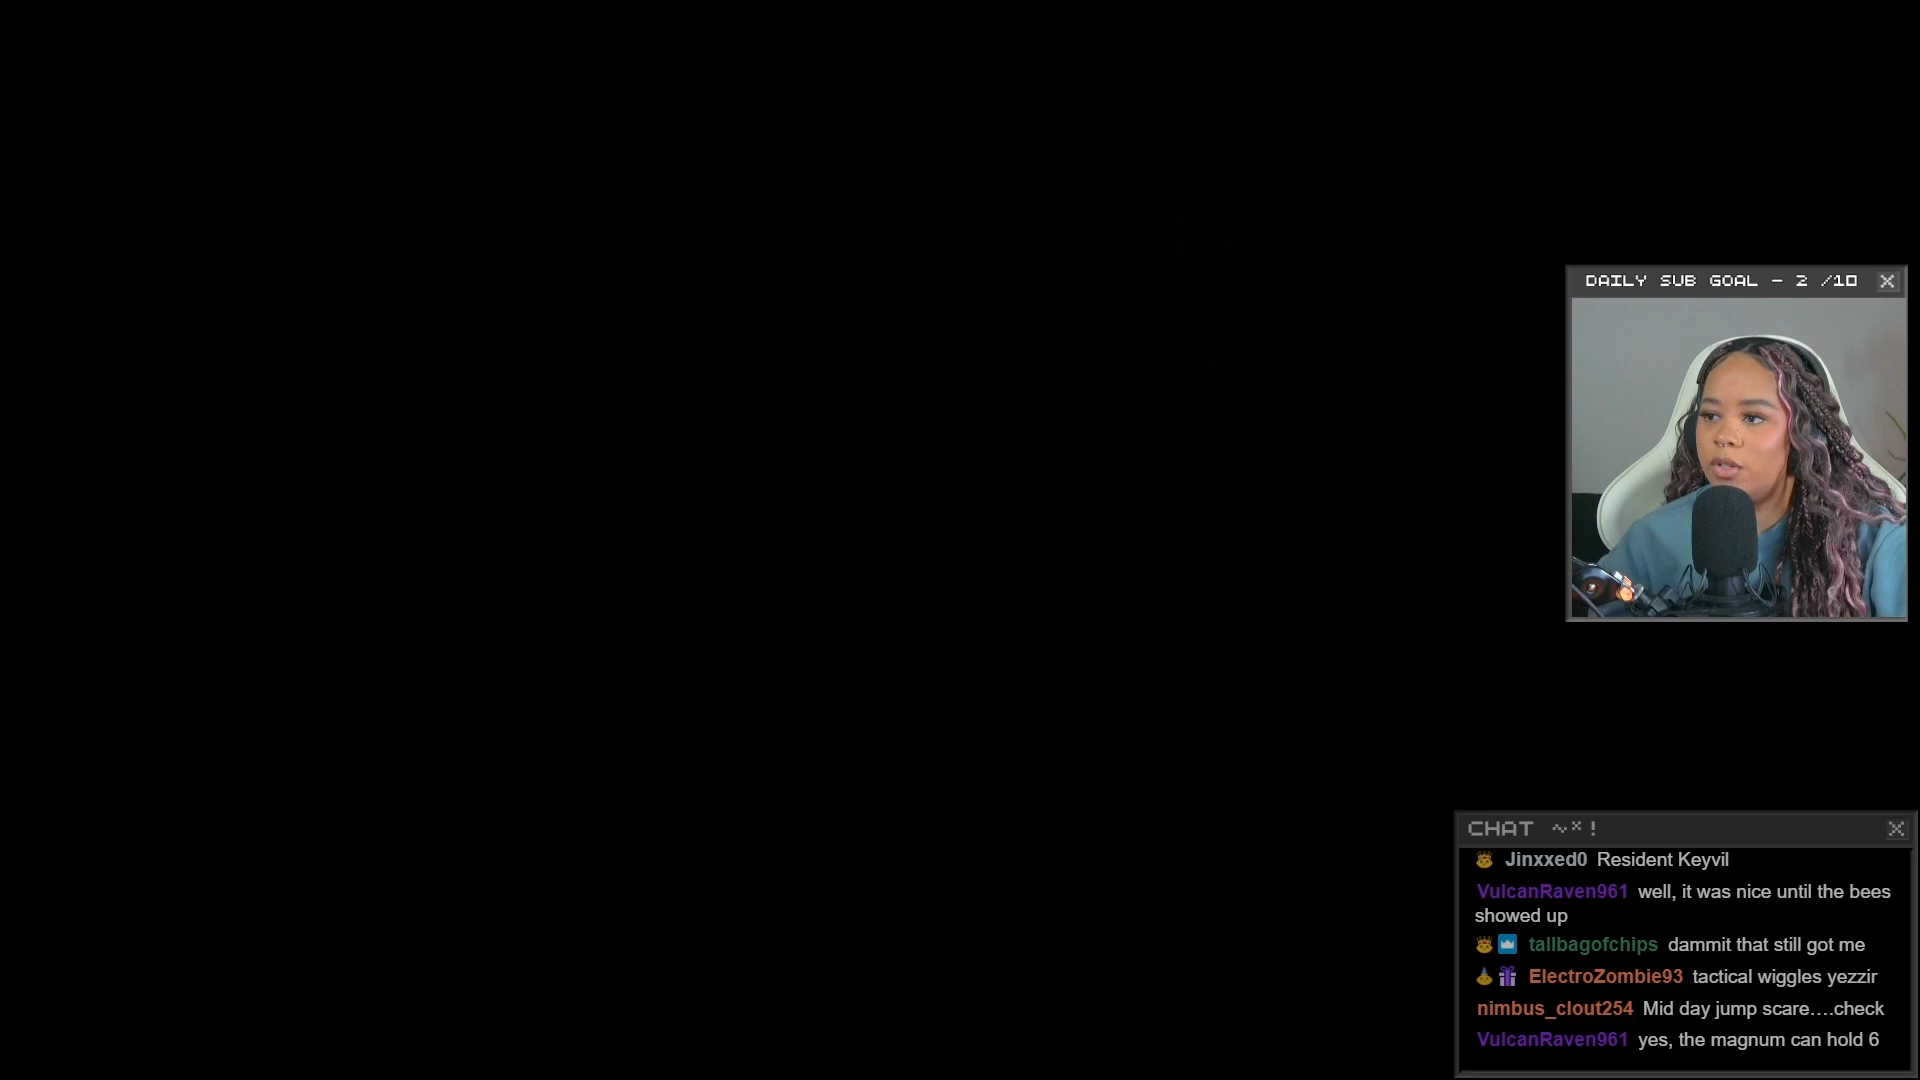 DAILY SUB GOAL - 2 /10
CHAT ~* !
Jinxxed0 Resident Keyvil
VulcanRaven961 well, it was nice until the bees
showed up
tallbagofchips dammit that still got me
ElectroZombie93 tactical wiggles yezzir
nimbus_clout254 Mid day jump scare....check
VulcanRaven961 yes, the magnum can hold 6